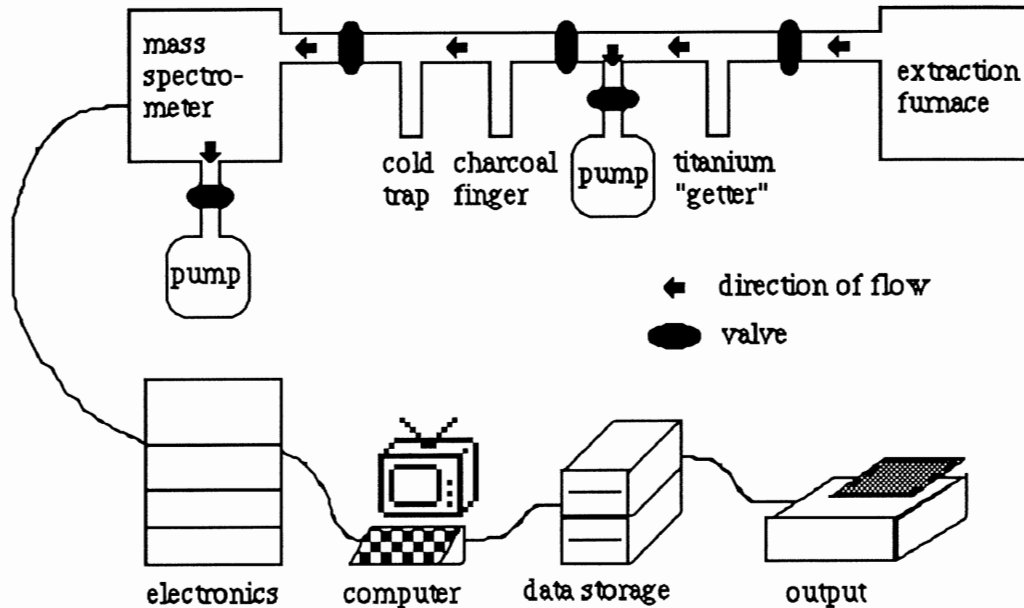 mass
spectro-
meter
extraction
furnace
cold
trap
charcoal
finger
pump
titanium
"getter"
pump
direction of flow
valve
electronics
computer
data storage
output